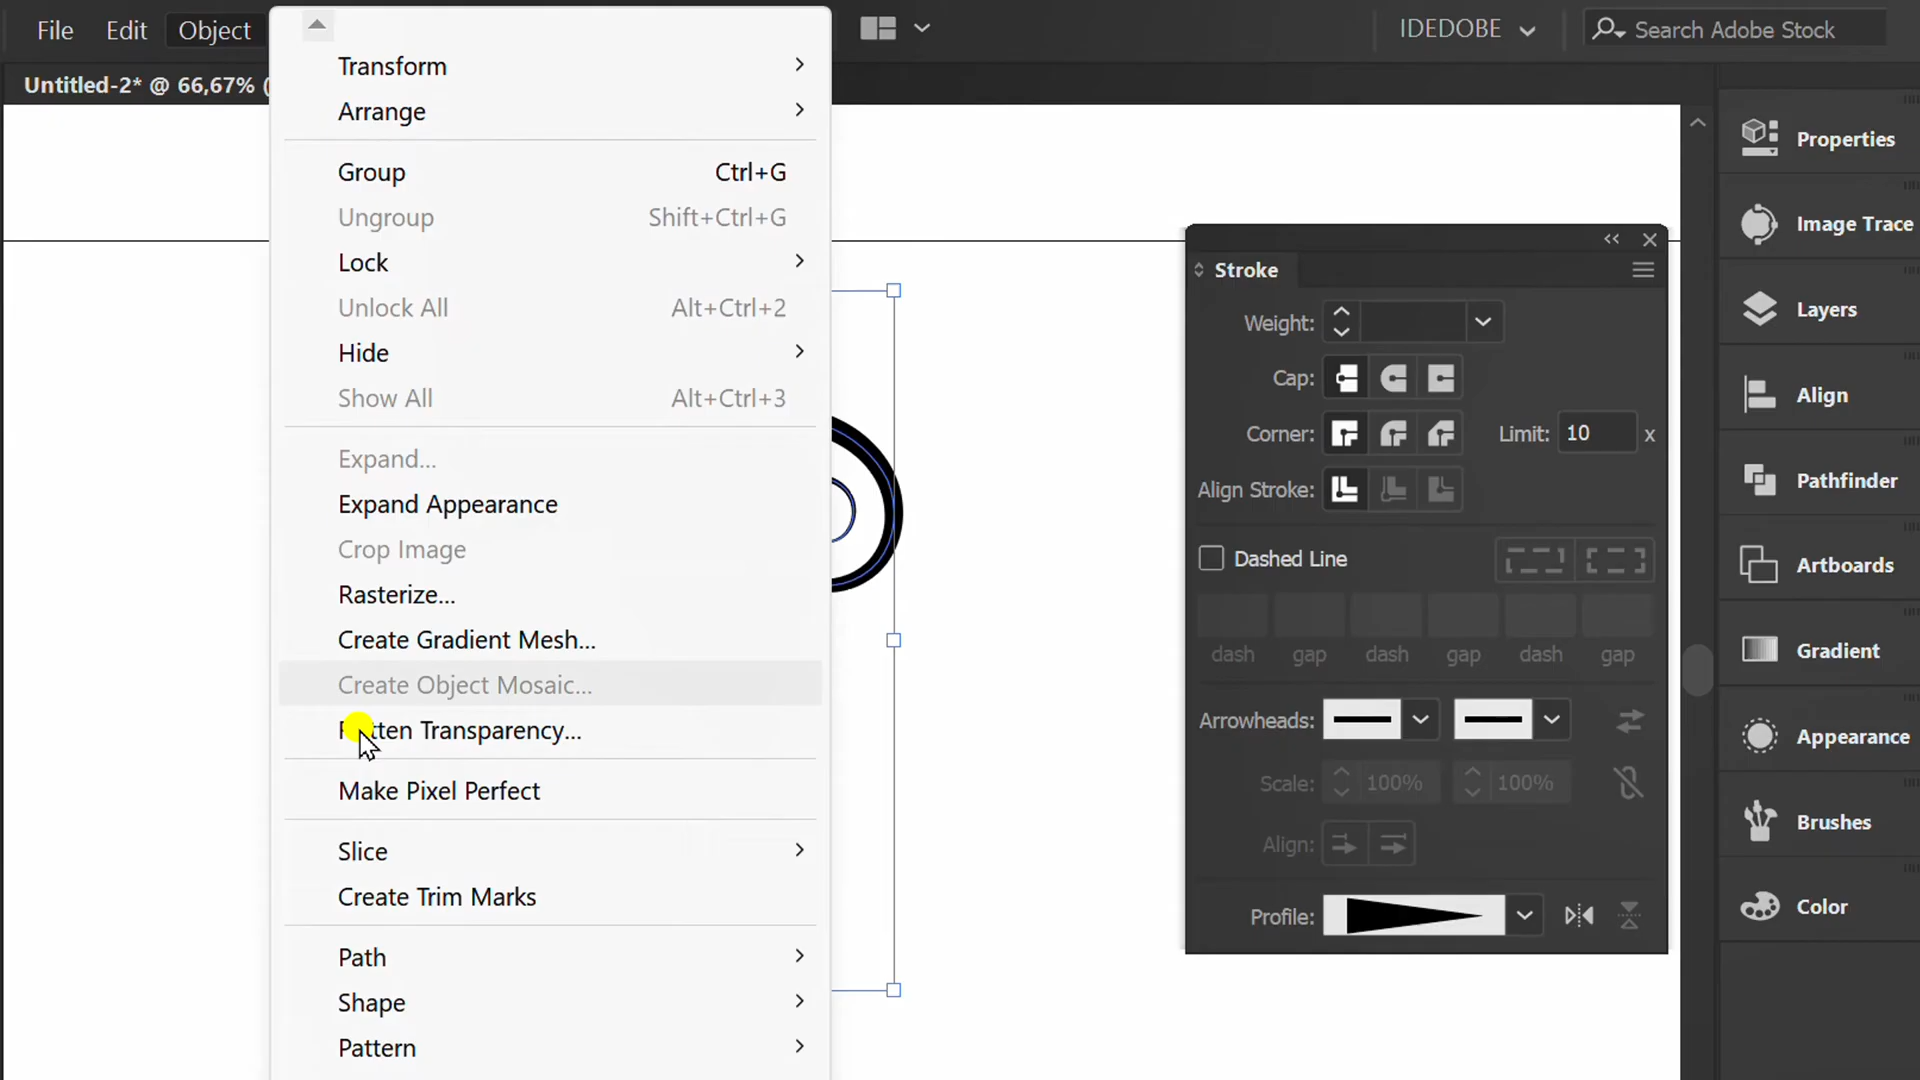 File
Edit
Object
IDEDOBE
Search Adobe Stock
Untitled-2* @ 66,67% (
Transform
Arrange
Group Ctrl+G
Ungroup Shift+Ctrl+G
Lock
Unlock All Alt+Ctrl+2
Hide
Show All Alt+Ctrl+3
Expand...
Expand Appearance
Crop Image
Rasterize...
Create Gradient Mesh...
Create Object Mosaic...
Transparency...
Make Pixel Perfect
Slice
Create Trim Marks
Path
Shape
Pattern
Stroke
Weight:
Cap:
Corner:
Limit: 10 x
Align Stroke:
Dashed Line
dash gap dash gap dash gap
Arrowheads:
Scale: 100% 100%
Align:
Profile:
Properties
Image Trace
Layers
Align
Pathfinder
Artboards
Gradient
Appearance
Brushes
Color